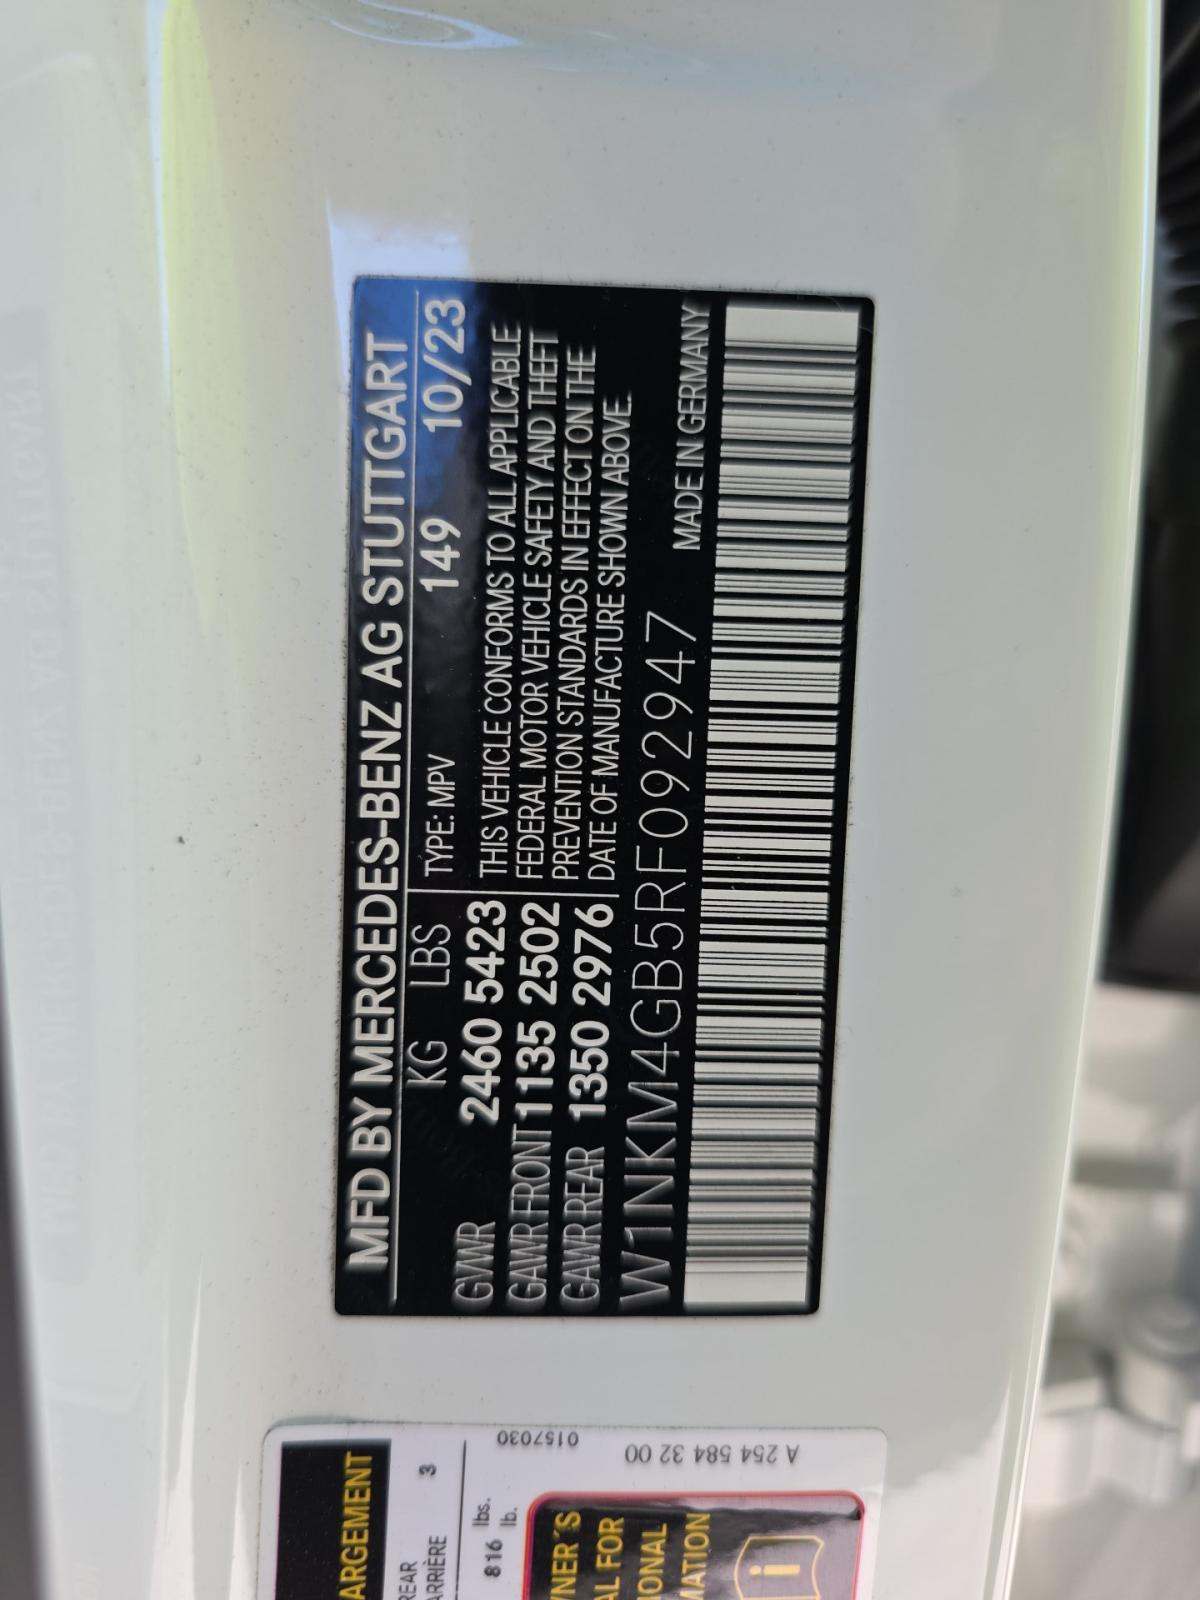 MFD BY MERCEDES-BENZ AG STUTTGART
KG LBS TYPE: MPV 149 10/23
GVWR 2460 5423
GAWR FRONT 1135 2502
GAWR REAR 1350 2976
THIS VEHICLE CONFORMS TO ALL APPLICABLE
FEDERAL MOTOR VEHICLE SAFETY AND THEFT
PREVENTION STANDARDS IN EFFECT ON THE
DATE OF MANUFACTURE SHOWN ABOVE.
W1NKM4GB5RF092947 MADE IN GERMANY
ARGEMENT
REAR
ARRIÈRE 3
816 lbs.
lb.
0157030
A 254 584 32 00
WNER´S
AL FOR
IONAL
MATION
i